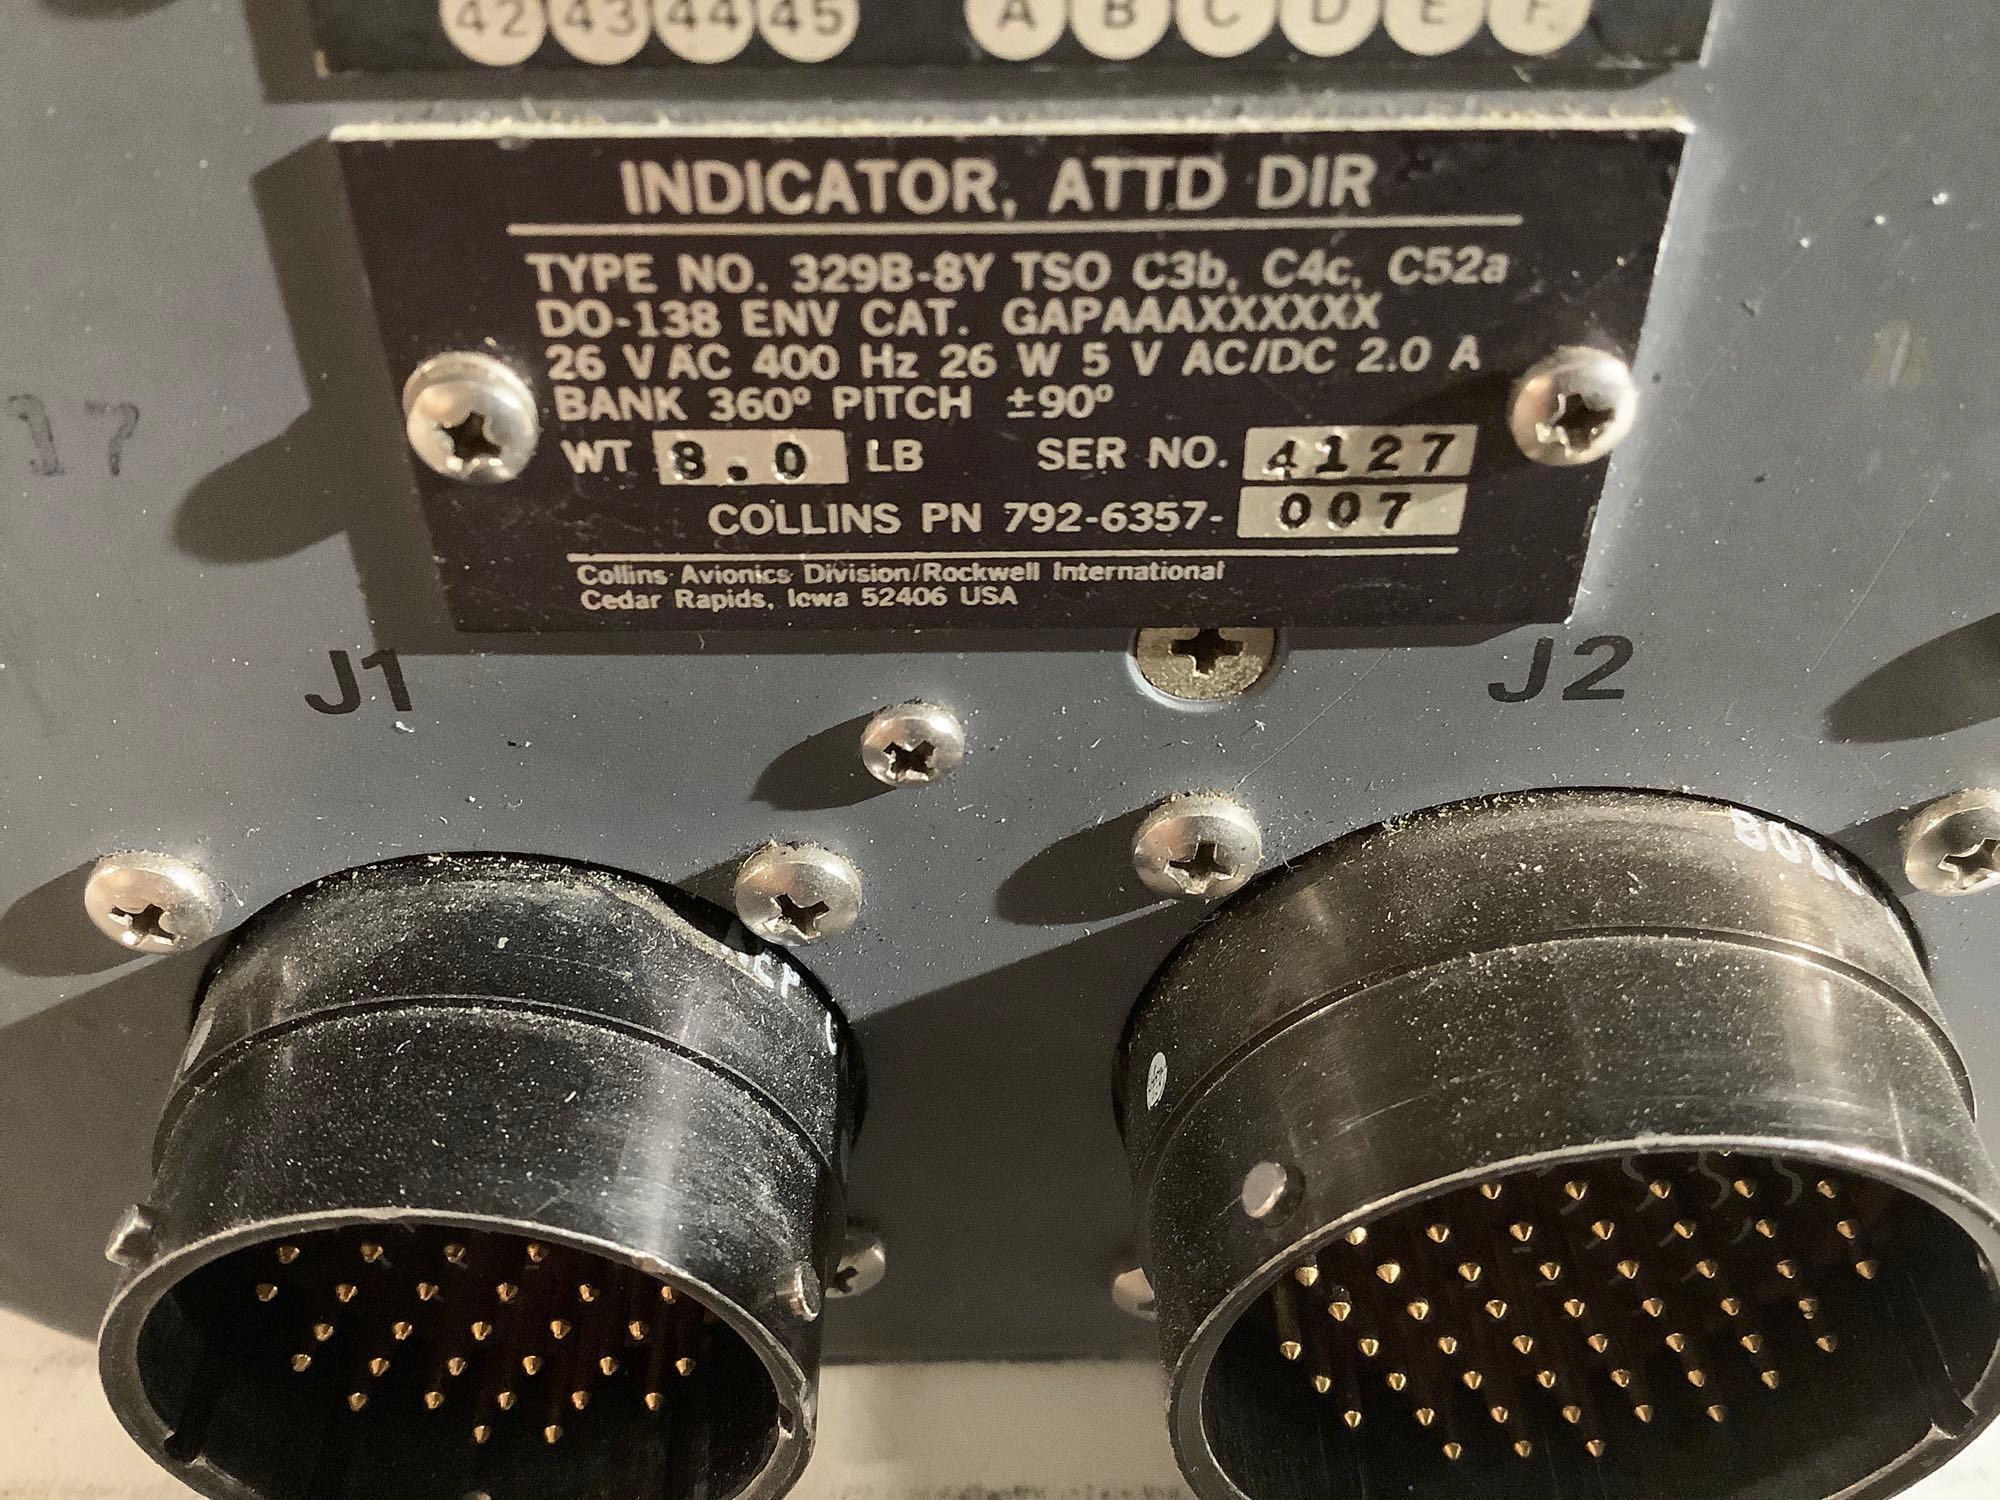 42 43 44 45 A B C D E F
INDICATOR, ATTD DIR
TYPE NO. 329B-8Y TSO C3b, C4c, C52a
DO-138 ENV CAT. GAPAAAXXXXXX
26 V AC 400 Hz 26 W 5 V AC/DC 2.0 A
BANK 360° PITCH ±90°
WT 8.0 LB SER NO. 4127
COLLINS PN 792-6357-007
Collins Avionics Division/Rockwell International
Cedar Rapids, Iowa 52406 USA
17
J1 J2